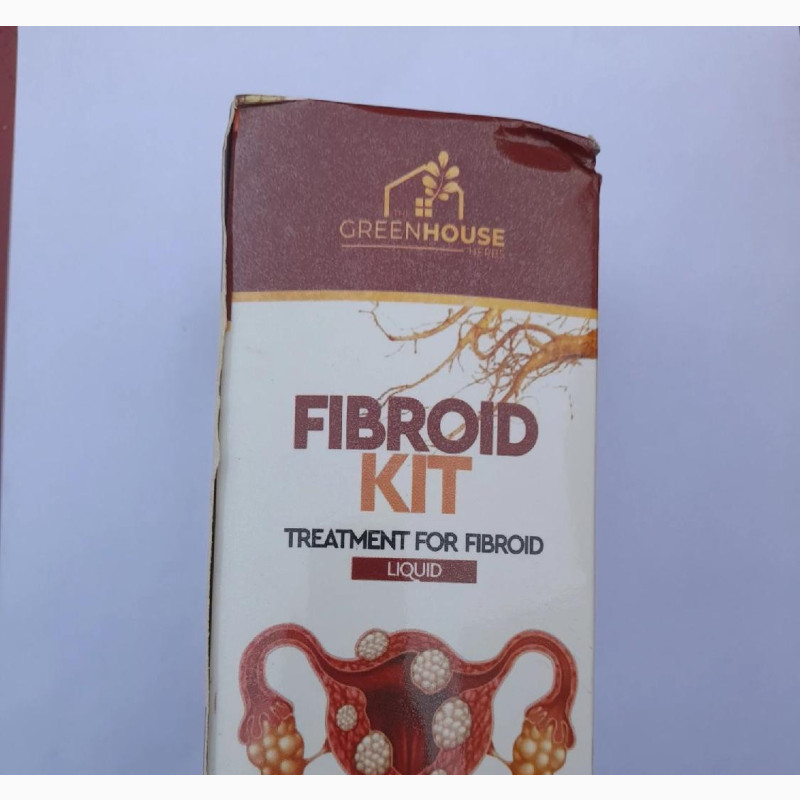 THE
GREENHOUSE
HERBS
FIBROID
KIT
TREATMENT FOR FIBROID
LIQUID